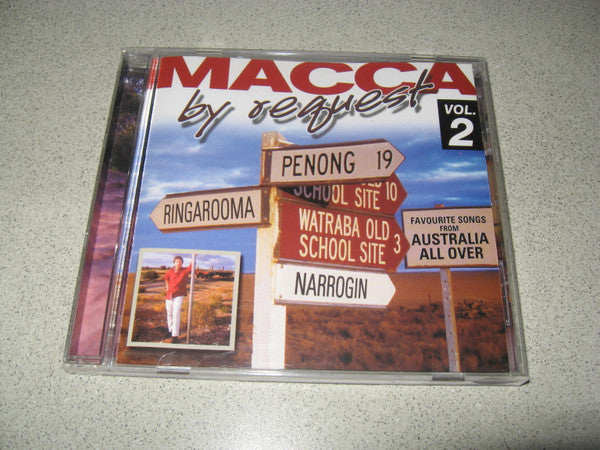 MACCA
by request
VOL.
2
PENONG 19
SCHOOL SITE 10
RINGAROOMA
WATRABA OLD
SCHOOL SITE 3
NARROGIN
FAVOURITE SONGS
FROM
AUSTRALIA
ALL OVER